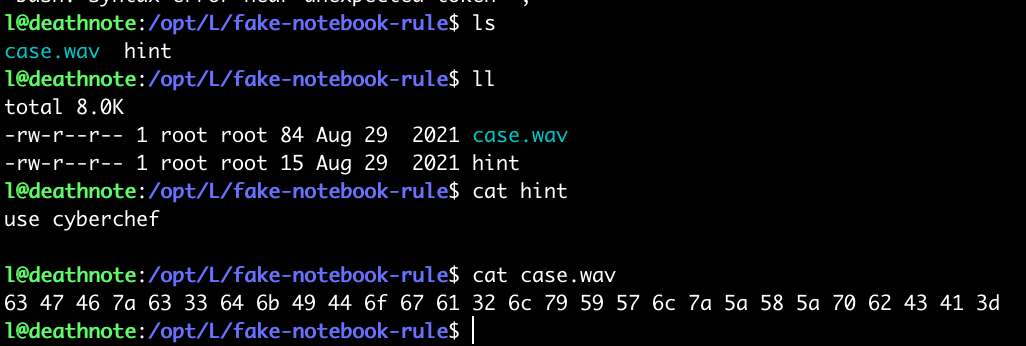 l@deathnote:/opt/L/fake-notebook-rule$ ls
case.wav  hint
l@deathnote:/opt/L/fake-notebook-rule$ ll
total 8.0K
-rw-r--r-- 1 root root 84 Aug 29  2021 case.wav
-rw-r--r-- 1 root root 15 Aug 29  2021 hint
l@deathnote:/opt/L/fake-notebook-rule$ cat hint
use cyberchef
l@deathnote:/opt/L/fake-notebook-rule$ cat case.wav
63 47 46 7a 63 33 64 6b 49 44 6f 67 61 32 6c 79 59 57 6c 7a 5a 58 5a 70 62 43 41 3d
l@deathnote:/opt/L/fake-notebook-rule$